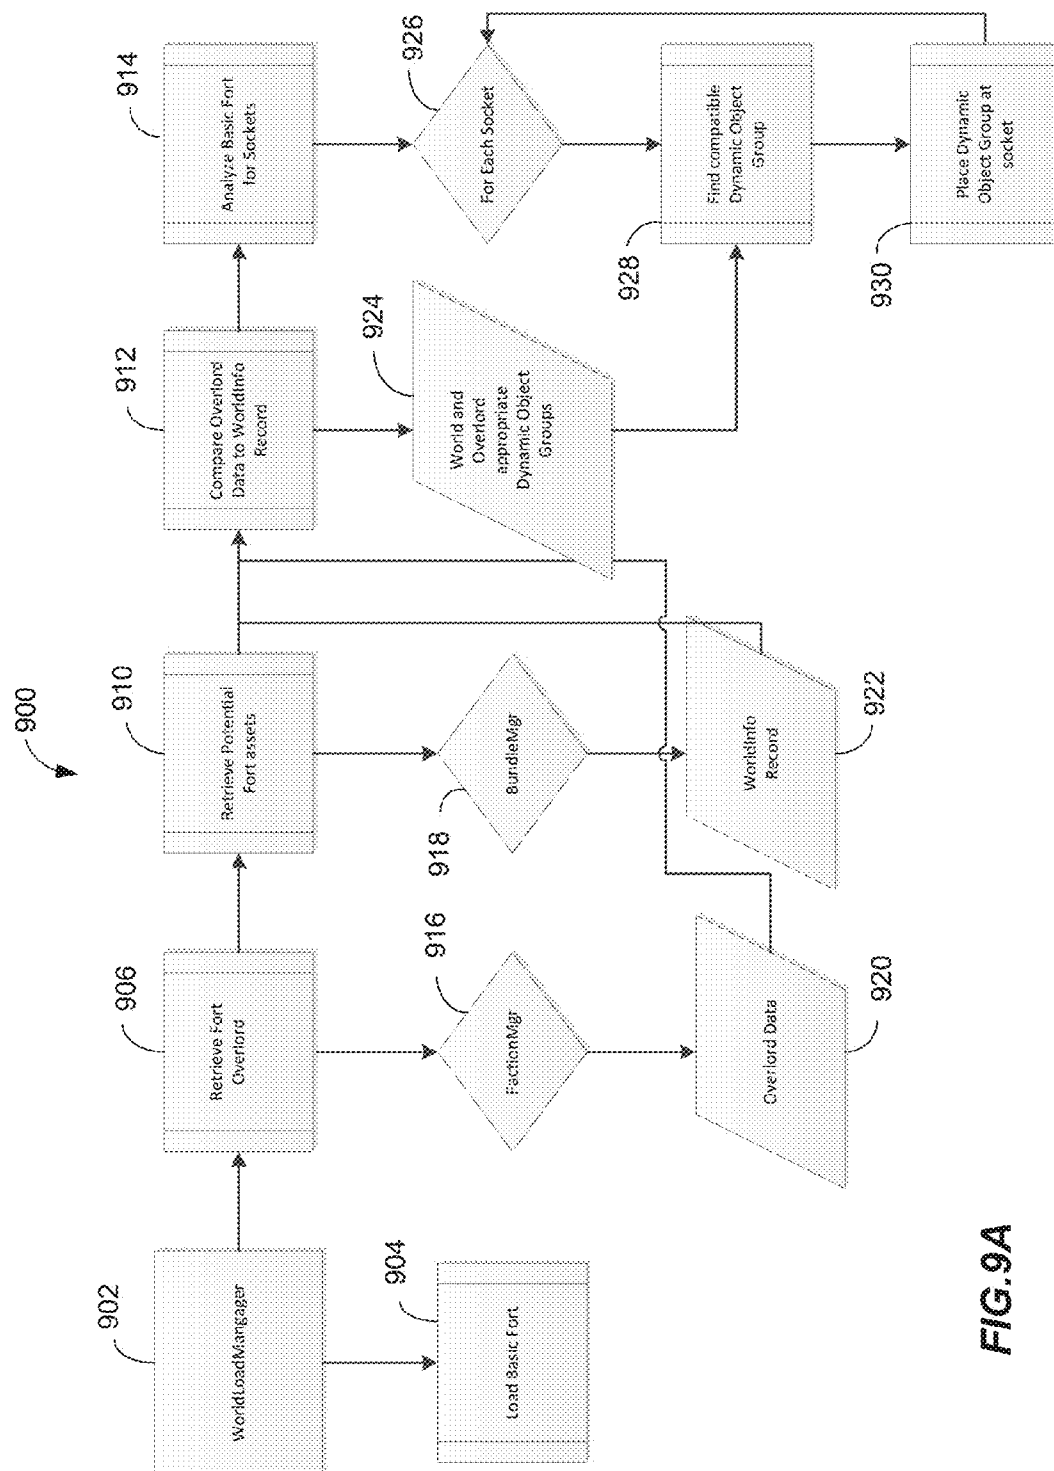 900
902
WorldLoadMangager
904
Load Basic Fort
906
Retrieve Fort
Overlord
916
FactionMgr
920
Overlord Data
910
Retrieve Potential
Fort assets
918
BundleMgr
922
WorldInfo
Record
912
Compare Overlord
Data to WorldInfo
Record
924
World and
Overlord
appropriate
Dynamic Object
Groups
914
Analyze Basic Fort
for Sockets
926
For Each Socket
928
Find compatible
Dynamic Object
Group
930
Place Dynamic
Object Group at
socket
FIG.9A